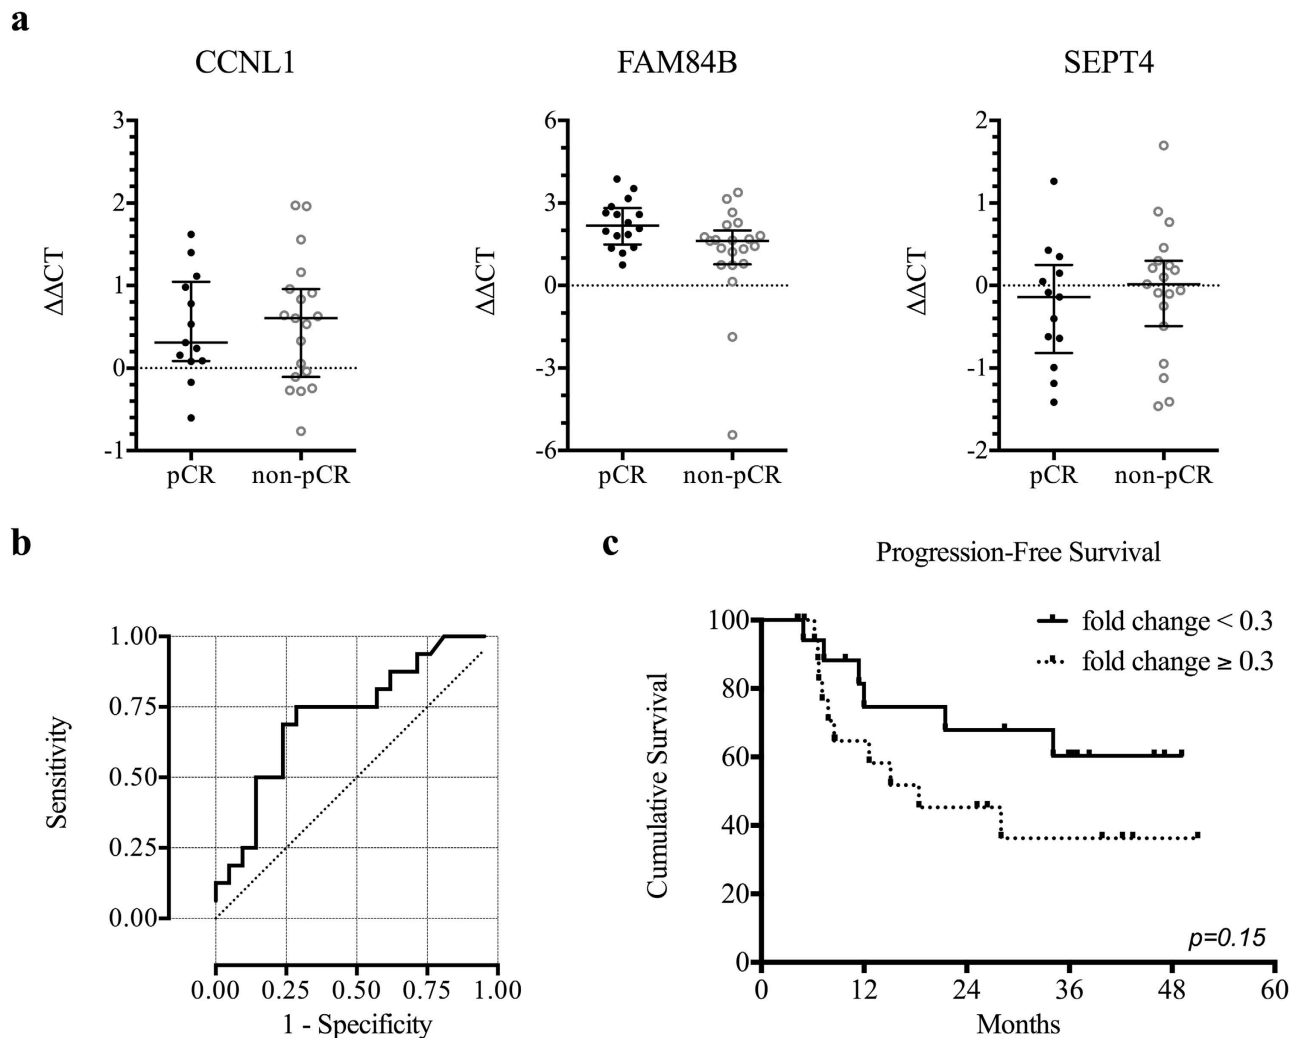 a
CCNL1
FAM84B
SEPT4
ΔΔCT
3
2
1
0
-1
pCR
non-pCR
ΔΔCT
6
3
0
-3
-6
pCR
non-pCR
ΔΔCT
2
1
0
-1
-2
pCR
non-pCR
b
Sensitivity
1.00
0.75
0.50
0.25
0.00
0.00 0.25 0.50 0.75 1.00
1 - Specificity
c
Progression-Free Survival
fold change < 0.3
fold change ≥ 0.3
Cumulative Survival
100
80
60
40
20
0
p=0.15
0 12 24 36 48 60
Months